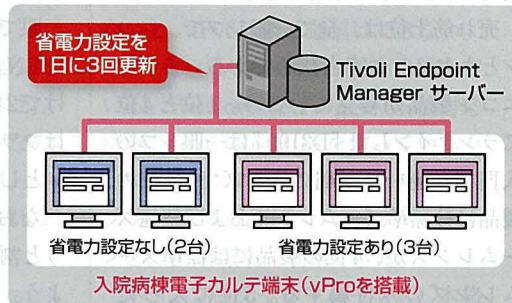 省電力設定を
1日に3回更新
Tivoli Endpoint
Manager サーバー
省電力設定なし(2台)
省電力設定あり(3台)
入院病棟電子カルテ端末(vProを搭載)